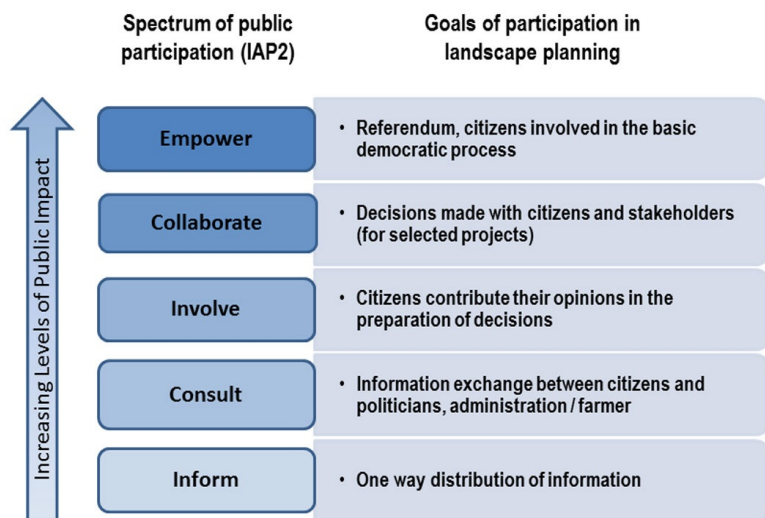 Spectrum of public
participation (IAP2)
Goals of participation in
landscape planning
Increasing Levels of Public Impact
Empower
• Referendum, citizens involved in the basic
democratic process
Collaborate
• Decisions made with citizens and stakeholders
(for selected projects)
Involve
• Citizens contribute their opinions in the
preparation of decisions
Consult
• Information exchange between citizens and
politicians, administration / farmer
Inform
• One way distribution of information